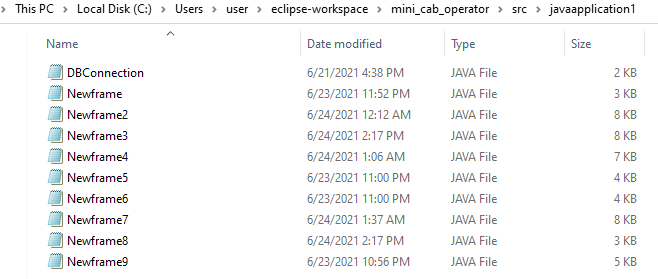 This PC > Local Disk (C:) > Users > user > eclipse-workspace > mini_cab_operator > src > javaapplication1
Name Date modified Type Size
DBConnection 6/21/2021 4:38 PM JAVA File 2 KB
Newframe 6/23/2021 11:52 PM JAVA File 3 KB
Newframe2 6/24/2021 12:12 AM JAVA File 8 KB
Newframe3 6/24/2021 2:17 PM JAVA File 8 KB
Newframe4 6/24/2021 1:06 AM JAVA File 7 KB
Newframe5 6/23/2021 11:00 PM JAVA File 4 KB
Newframe6 6/23/2021 11:00 PM JAVA File 4 KB
Newframe7 6/24/2021 1:37 AM JAVA File 8 KB
Newframe8 6/24/2021 2:17 PM JAVA File 3 KB
Newframe9 6/23/2021 10:56 PM JAVA File 5 KB